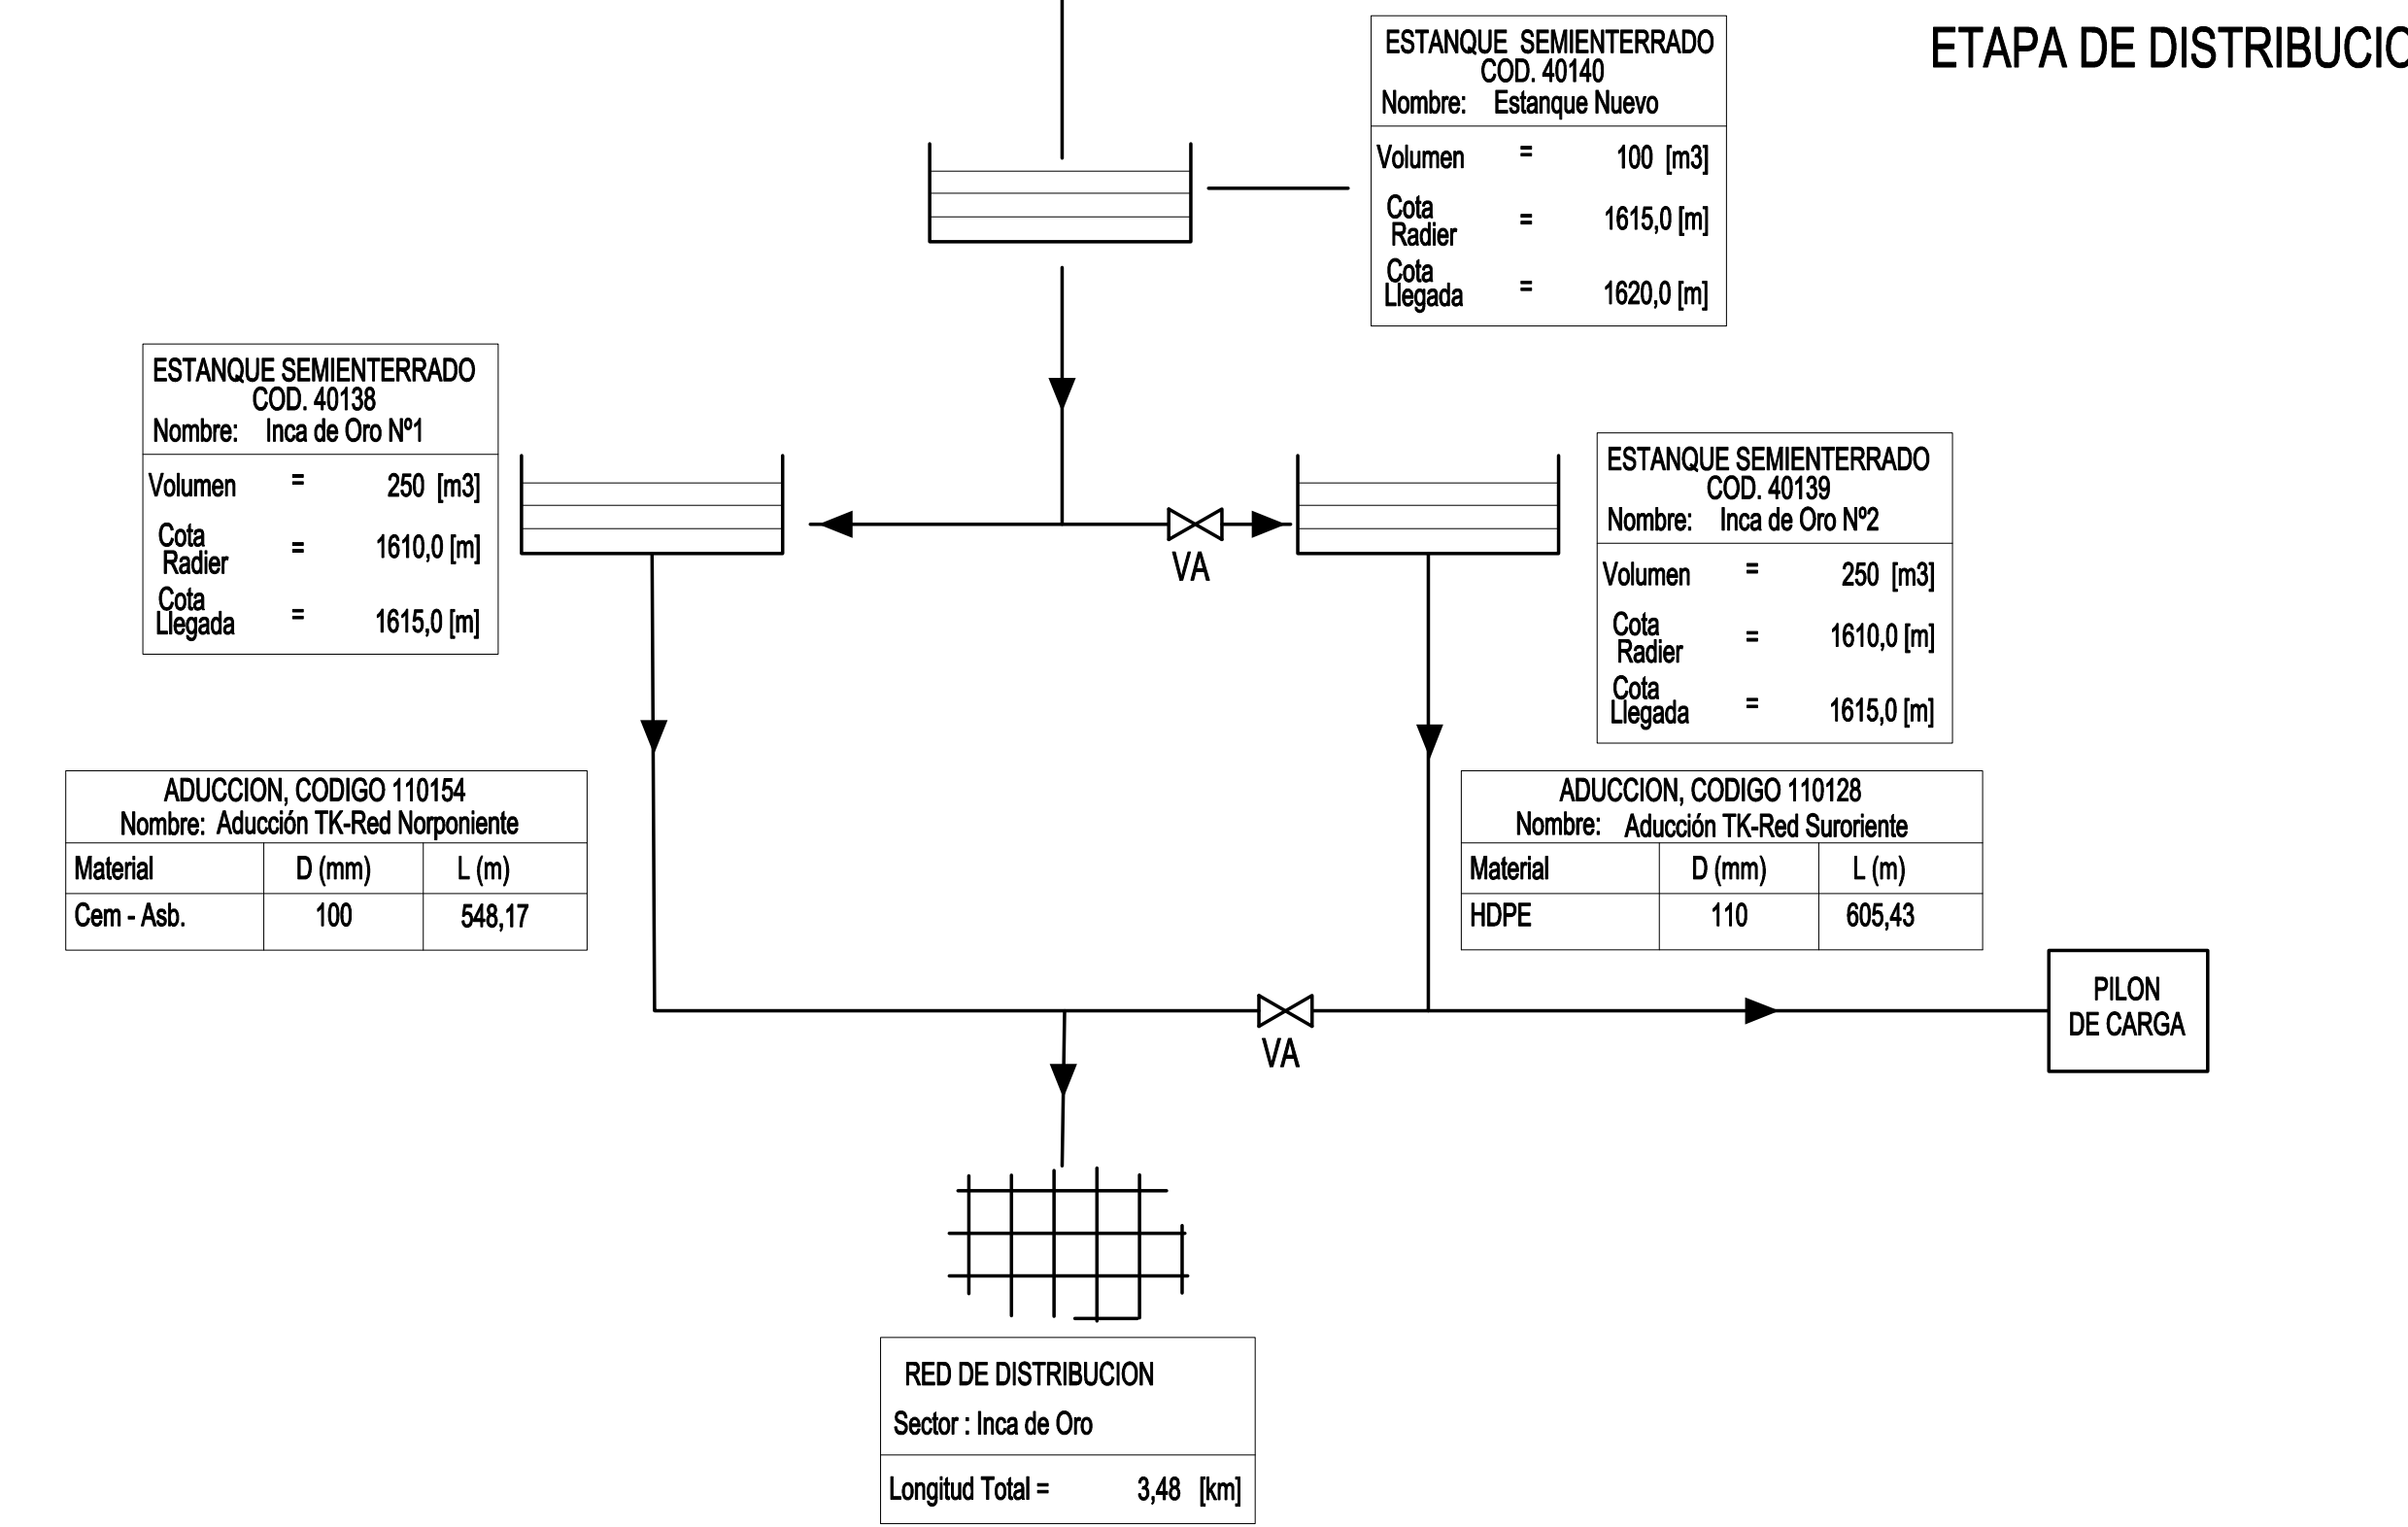 ETAPA DE DISTRIBUCIO
ESTANQUE SEMIENTERRADO
COD. 40140
Nombre: Estanque Nuevo
Volumen = 100 [m3]
Cota
Radier = 1615,0 [m]
Cota
Llegada = 1620,0 [m]
ESTANQUE SEMIENTERRADO
COD. 40138
Nombre: Inca de Oro Nº1
Volumen = 250 [m3]
Cota
Radier = 1610,0 [m]
Cota
Llegada = 1615,0 [m]
VA
ESTANQUE SEMIENTERRADO
COD. 40139
Nombre: Inca de Oro Nº2
Volumen = 250 [m3]
Cota
Radier = 1610,0 [m]
Cota
Llegada = 1615,0 [m]
ADUCCION, CODIGO 110154
Nombre: Aducción TK-Red Norponiente
Material D (mm) L (m)
Cem - Asb. 100 548,17
ADUCCION, CODIGO 110128
Nombre: Aducción TK-Red Suroriente
Material D (mm) L (m)
HDPE 110 605,43
PILON
DE CARGA
VA
RED DE DISTRIBUCION
Sector : Inca de Oro
Longitud Total = 3,48 [km]